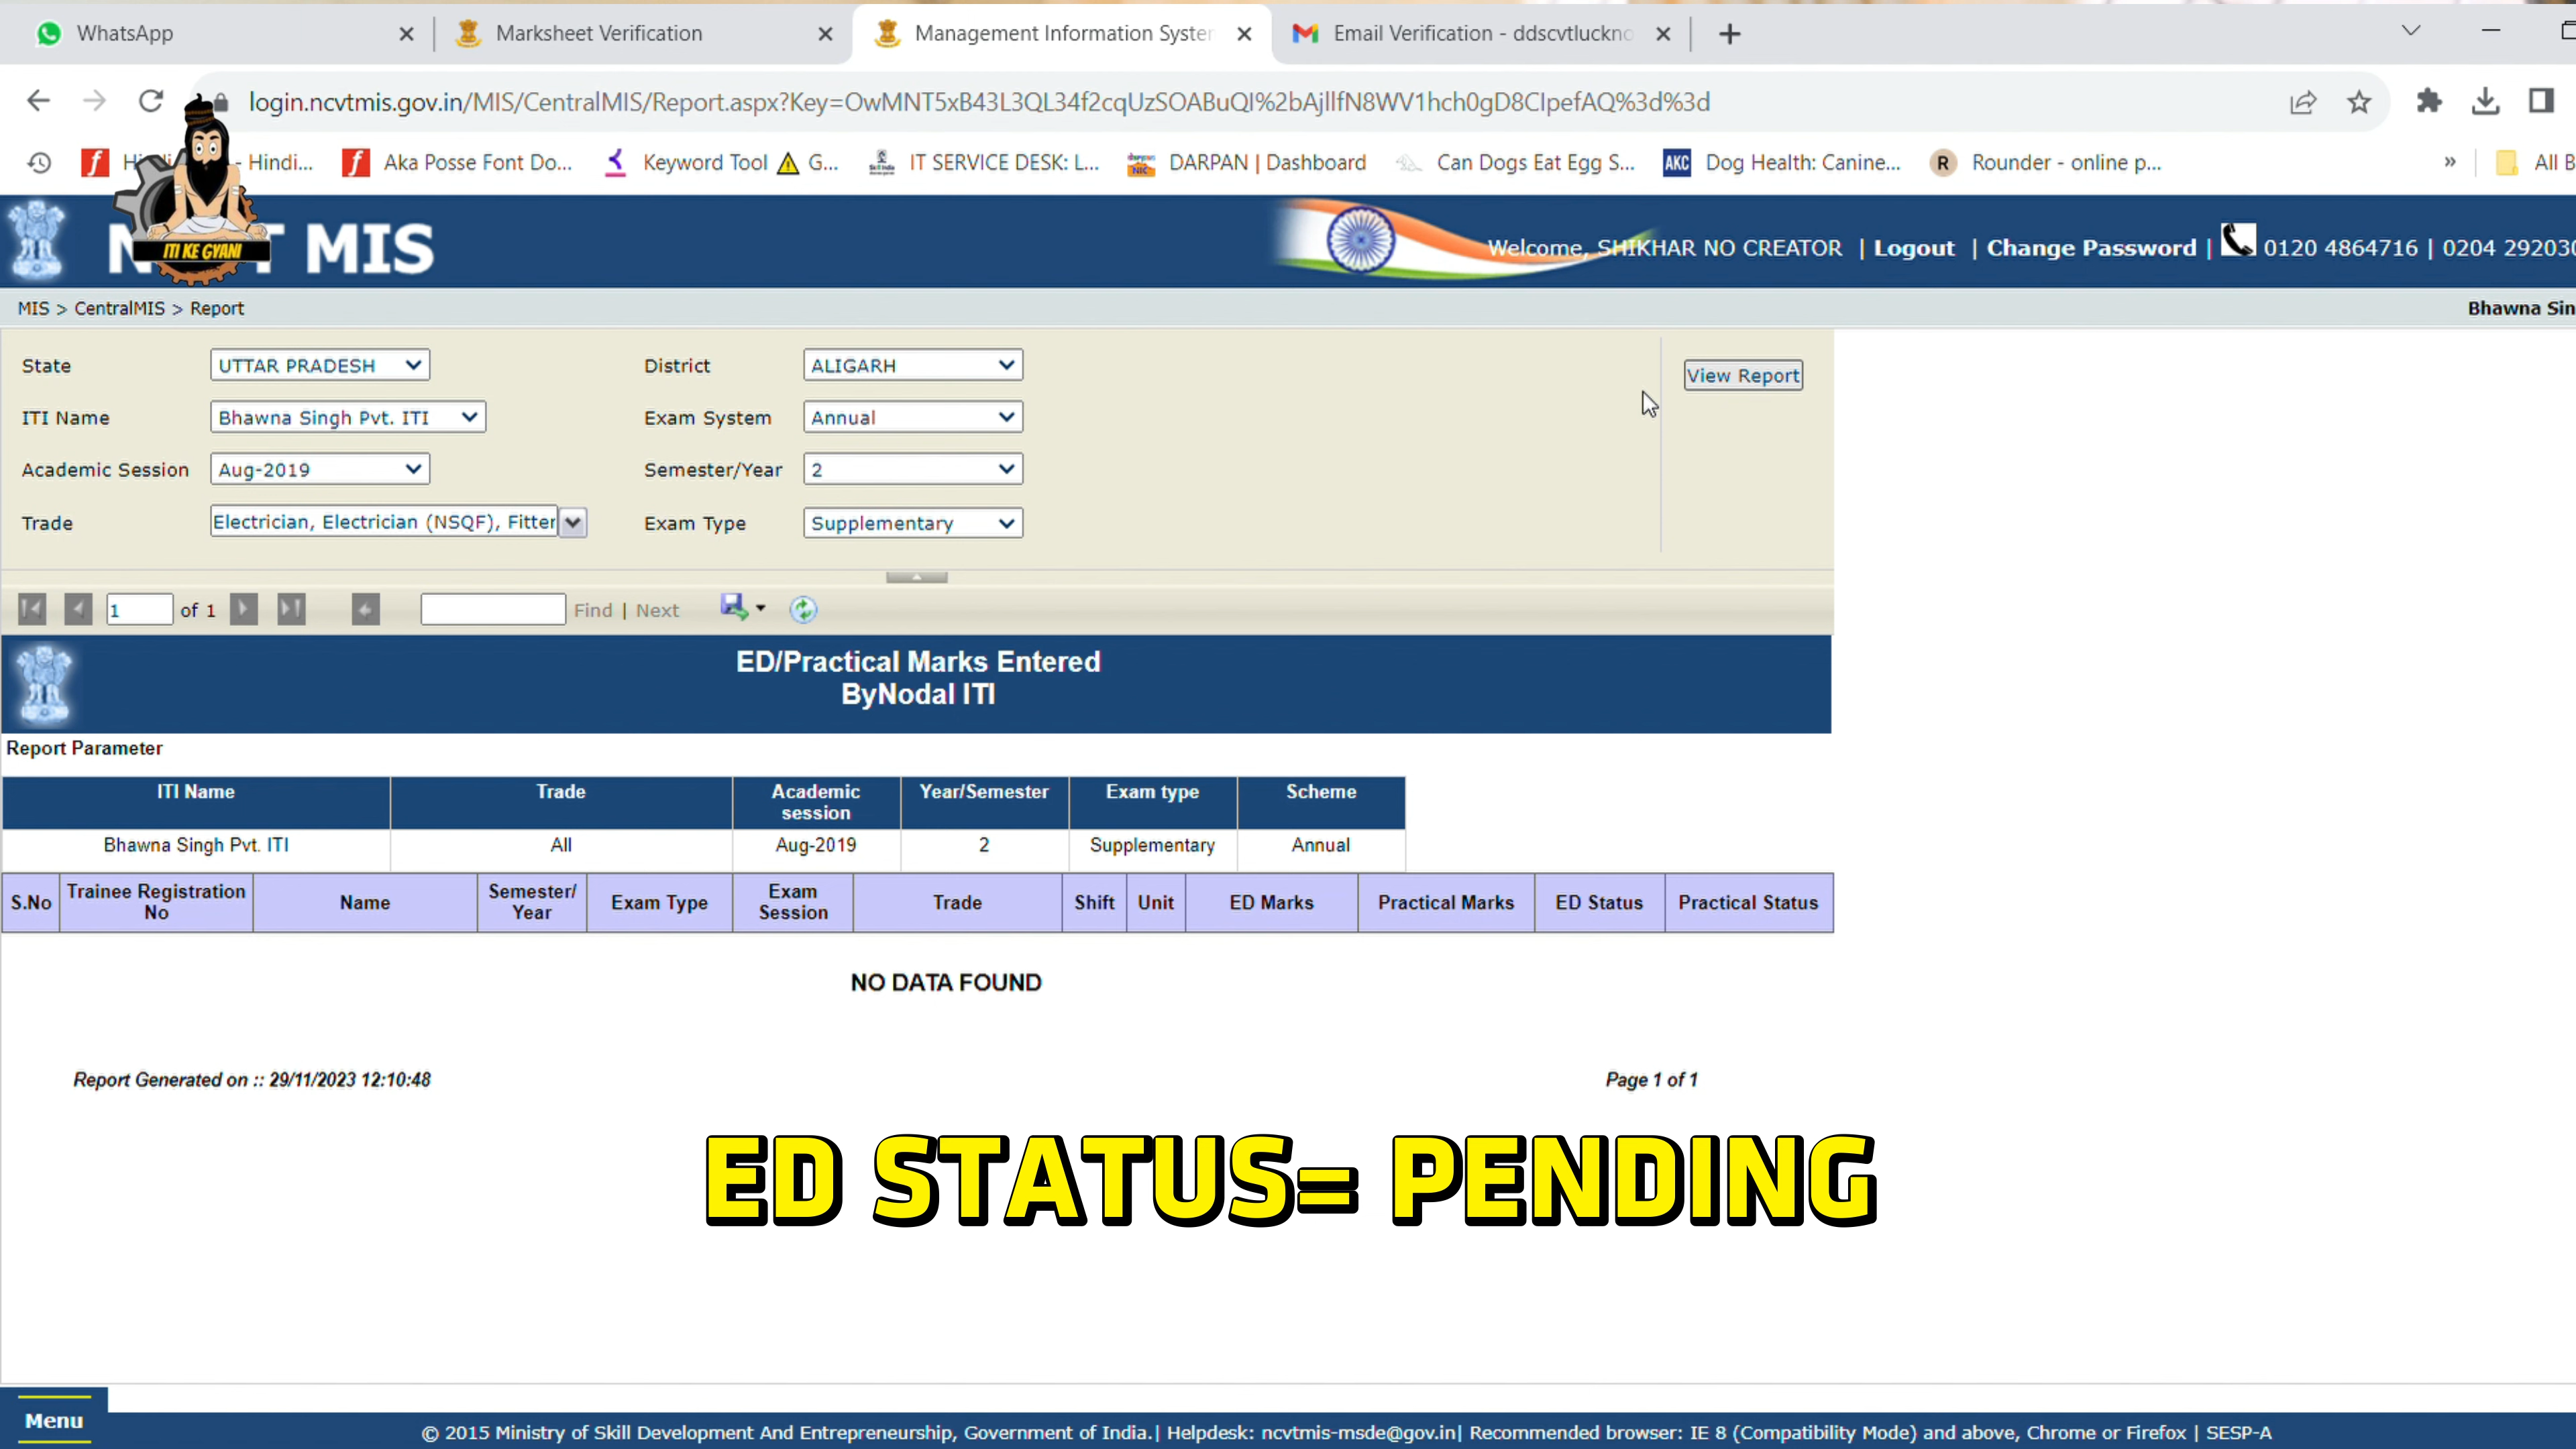 WhatsApp
Marksheet Verification
Management Information System
Email Verification - ddscvtluckno
login.ncvtmis.gov.in/MIS/CentralMIS/Report.aspx?Key=OwMNT5xB43L3QL34f2cqUzSOABuQI%2bAjllfN8WV1hch0gD8CIpefAQ%3d%3d
- Hindi...
Aka Posse Font Do...
Keyword Tool ⚠ G...
IT SERVICE DESK: L...
DARPAN | Dashboard
Can Dogs Eat Egg S...
AKC Dog Health: Canine...
R Rounder - online p...
»
All B
ITI KE GYANI
MIS
Welcome, SHIKHAR NO CREATOR | Logout | Change Password | 0120 4864716 | 0204 292030
MIS > CentralMIS > Report
Bhawna Sin
State UTTAR PRADESH District ALIGARH
View Report
ITI Name Bhawna Singh Pvt. ITI Exam System Annual
Academic Session Aug-2019 Semester/Year 2
Trade Electrician, Electrician (NSQF), Fitter Exam Type Supplementary
1 of 1 Find | Next
ED/Practical Marks Entered
ByNodal ITI
Report Parameter
ITI Name Trade Academic session Year/Semester Exam type Scheme
Bhawna Singh Pvt. ITI All Aug-2019 2 Supplementary Annual
S.No Trainee Registration No Name Semester/ Year Exam Type Exam Session Trade Shift Unit ED Marks Practical Marks ED Status Practical Status
NO DATA FOUND
Report Generated on :: 29/11/2023 12:10:48
Page 1 of 1
ED STATUS= PENDING
Menu
© 2015 Ministry of Skill Development And Entrepreneurship, Government of India.| Helpdesk: ncvtmis-msde@gov.in| Recommended browser: IE 8 (Compatibility Mode) and above, Chrome or Firefox | SESP-A